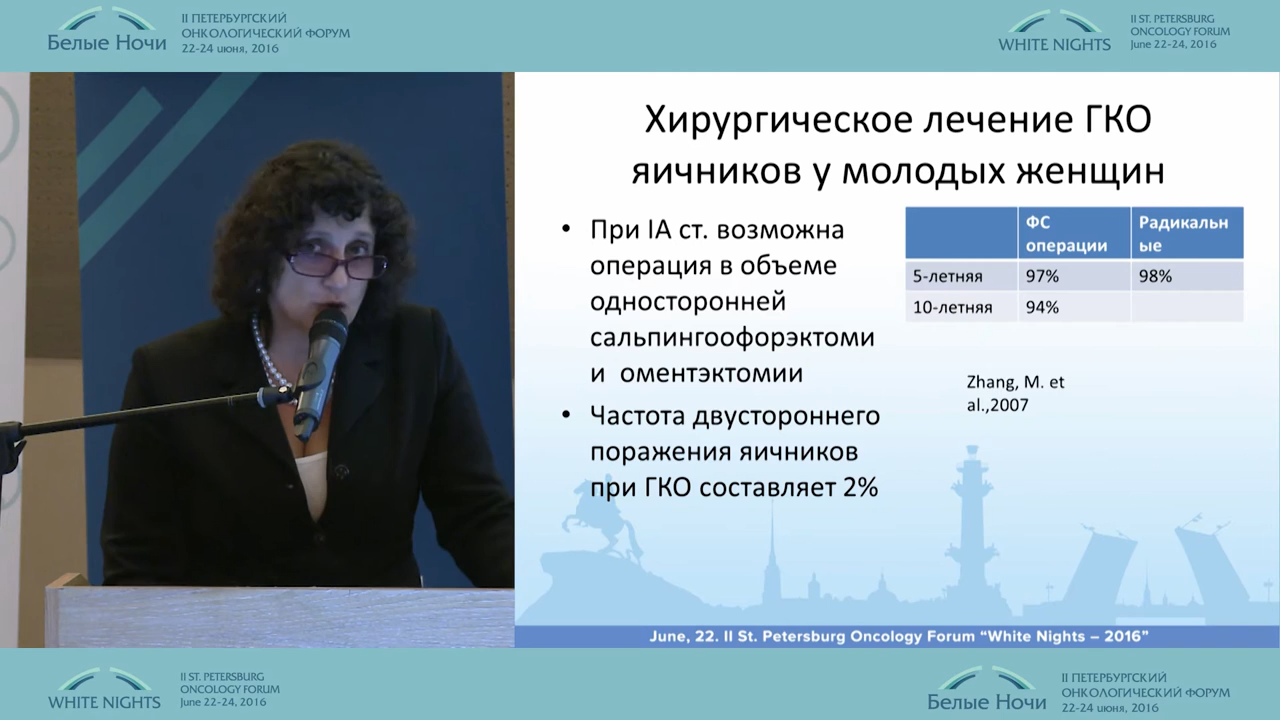 Белые Ночи
II ПЕТЕРБУРГСКИЙ
ОНКОЛОГИЧЕСКИЙ ФОРУМ
22-24 июня, 2016
WHITE NIGHTS
II ST. PETERSBURG
ONCOLOGY FORUM
June 22-24, 2016
Хирургическое лечение ГКО
яичников у молодых женщин
• При IA ст. возможна
операция в объеме
односторонней
сальпингоофорэктоми
и оментэктомии
• Частота двустороннего
поражения яичников
при ГКО составляет 2%
ФС
операции
Радикальн
ые
5-летняя 97% 98%
10-летняя 94%
Zhang, M. et
al.,2007
June, 22. II St. Petersburg Oncology Forum “White Nights – 2016”
WHITE NIGHTS
II ST. PETERSBURG
ONCOLOGY FORUM
June 22-24, 2016
Белые Ночи
II ПЕТЕРБУРГСКИЙ
ОНКОЛОГИЧЕСКИЙ ФОРУМ
22-24 июня, 2016